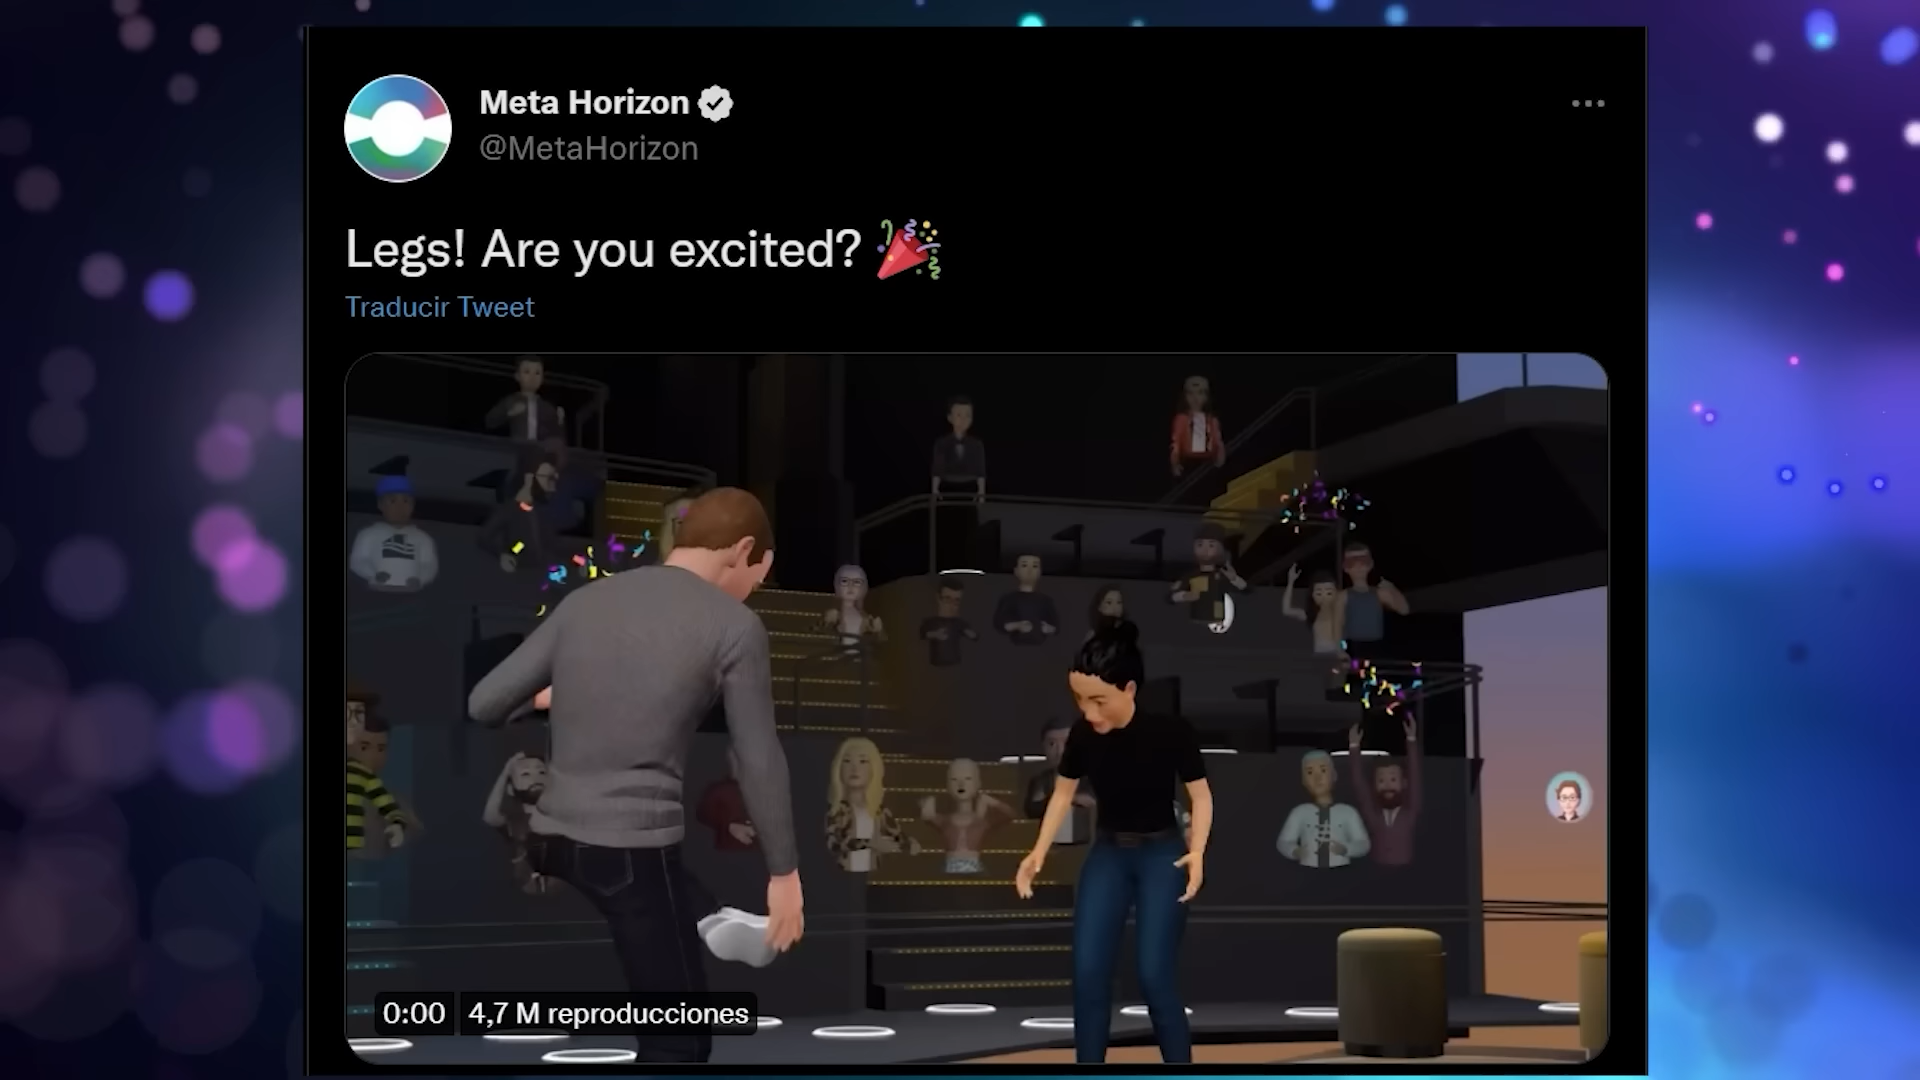 Meta Horizon
@MetaHorizon
Legs! Are you excited? 🎉
Traducir Tweet
0:00 4,7 M reproducciones